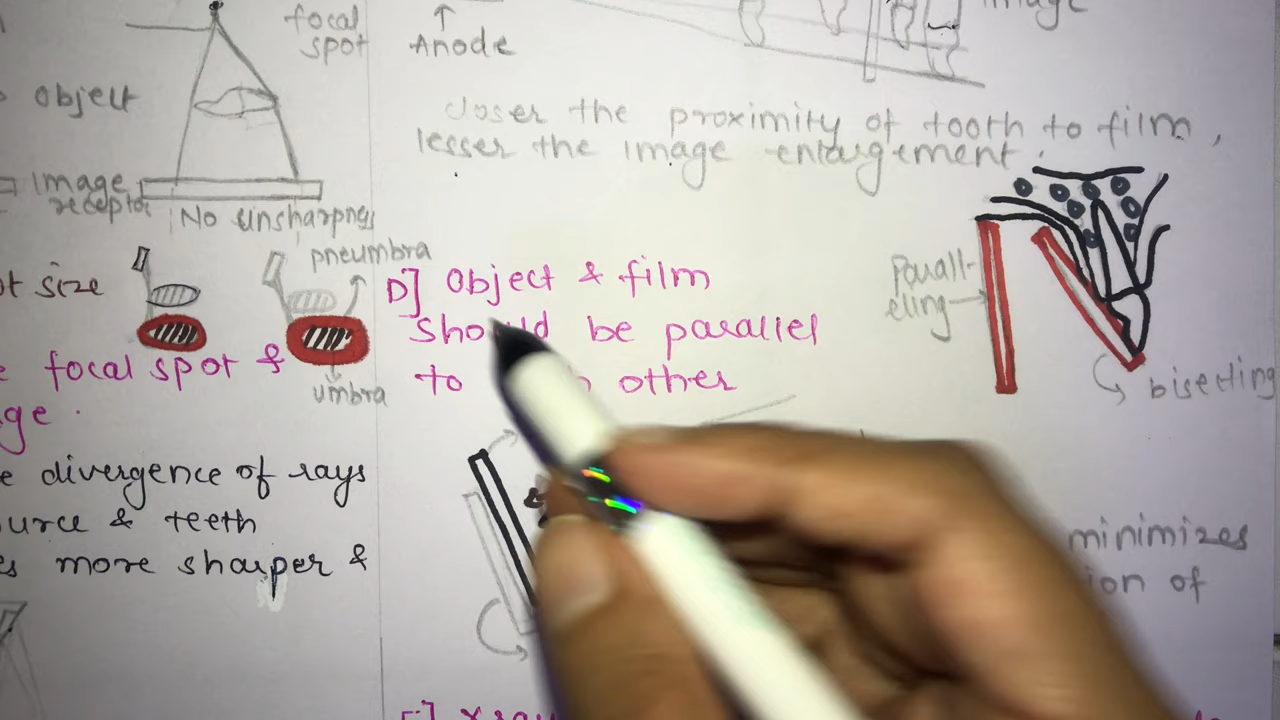 focal
spot
object
Image
receptor
No unsharpness
pneumbra
ot size
focal spot &
umbra
ge.
divergence of rays
urce & teeth
more sharper &
Anode
image
closer the proximity of tooth to film,
lesser the image enlargement.
D] Object & film
should be parallel
to other
Parall-
eling
bisetting
minimizes
ion of